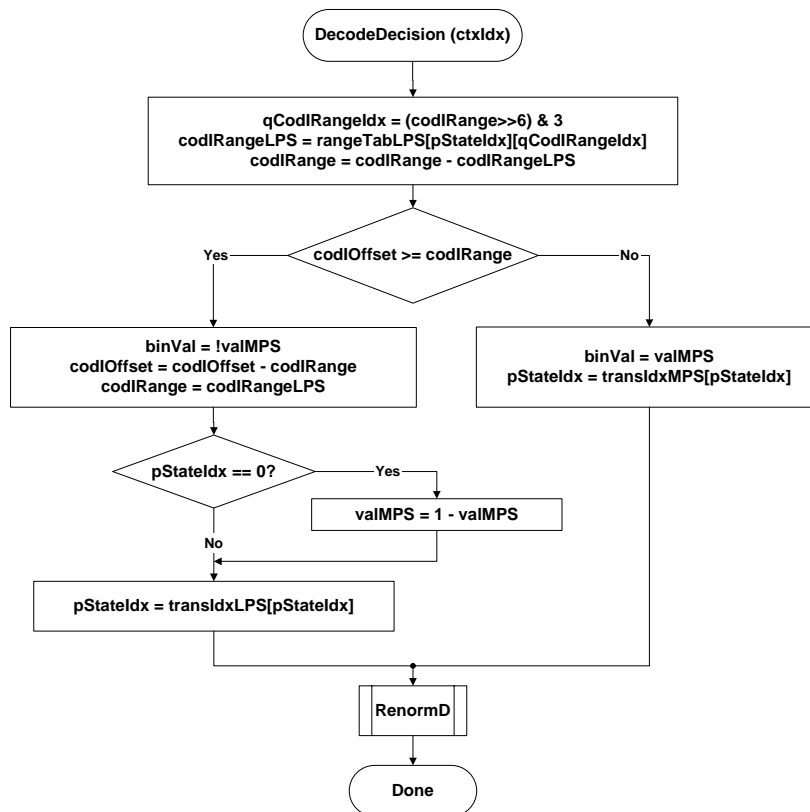 DecodeDecision (ctxIdx)
qCodIRangeIdx = (codIRange>>6) & 3
codIRangeLPS = rangeTabLPS[pStateIdx][qCodIRangeIdx]
codIRange = codIRange - codIRangeLPS
codIOffset >= codIRange
Yes
No
binVal = !valMPS
codIOffset = codIOffset - codIRange
codIRange = codIRangeLPS
binVal = valMPS
pStateIdx = transIdxMPS[pStateIdx]
pStateIdx == 0?
Yes
valMPS = 1 - valMPS
No
pStateIdx = transIdxLPS[pStateIdx]
RenormD
Done